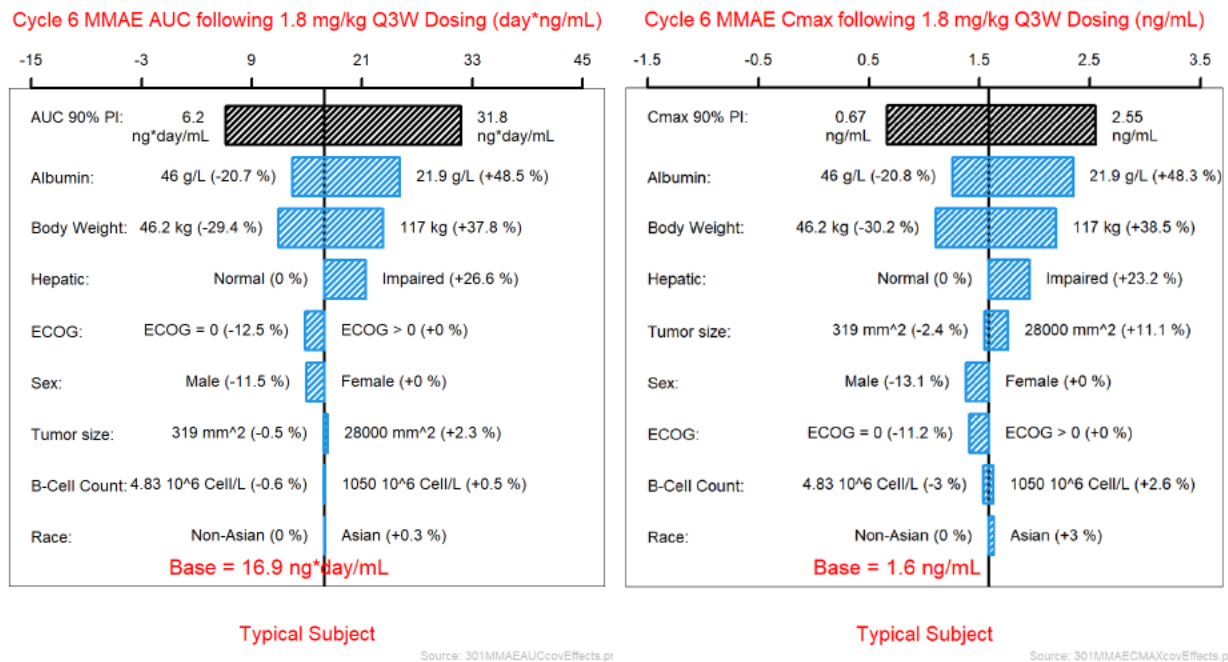 Cycle 6 MMAE AUC following 1.8 mg/kg Q3W Dosing (day*ng/mL)
-15 -3 9 21 33 45
AUC 90% PI: 6.2 31.8
ng*day/mL ng*day/mL
Albumin: 46 g/L (-20.7 %) 21.9 g/L (+48.5 %)
Body Weight: 46.2 kg (-29.4 %) 117 kg (+37.8 %)
Hepatic: Normal (0 %) Impaired (+26.6 %)
ECOG: ECOG = 0 (-12.5 %) ECOG > 0 (+0 %)
Sex: Male (-11.5 %) Female (+0 %)
Tumor size: 319 mm^2 (-0.5 %) 28000 mm^2 (+2.3 %)
B-Cell Count: 4.83 10^6 Cell/L (-0.6 %) 1050 10^6 Cell/L (+0.5 %)
Race: Non-Asian (0 %) Asian (+0.3 %)
Base = 16.9 ng*day/mL
Typical Subject
Source: 301MMAEAUCcovEffects.pr
Cycle 6 MMAE Cmax following 1.8 mg/kg Q3W Dosing (ng/mL)
-1.5 -0.5 0.5 1.5 2.5 3.5
Cmax 90% PI: 0.67 2.55
ng/mL ng/mL
Albumin: 46 g/L (-20.8 %) 21.9 g/L (+48.3 %)
Body Weight: 46.2 kg (-30.2 %) 117 kg (+38.5 %)
Hepatic: Normal (0 %) Impaired (+23.2 %)
Tumor size: 319 mm^2 (-2.4 %) 28000 mm^2 (+11.1 %)
Sex: Male (-13.1 %) Female (+0 %)
ECOG: ECOG = 0 (-11.2 %) ECOG > 0 (+0 %)
B-Cell Count: 4.83 10^6 Cell/L (-3 %) 1050 10^6 Cell/L (+2.6 %)
Race: Non-Asian (0 %) Asian (+3 %)
Base = 1.6 ng/mL
Typical Subject
Source: 301MMAECMAXcovEffects.p